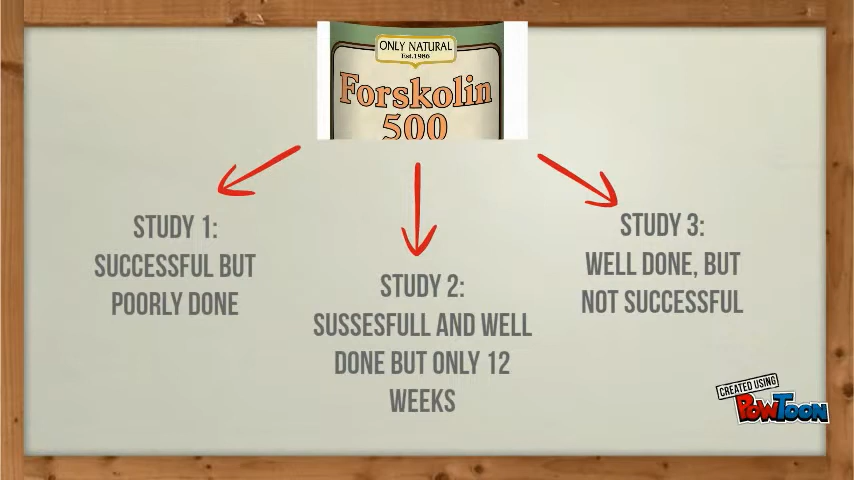 ONLY NATURAL
Est.1986
Forskolin
500
STUDY 1:
SUCCESSFUL BUT
POORLY DONE
STUDY 2:
SUSSESFULL AND WELL
DONE BUT ONLY 12
WEEKS
STUDY 3:
WELL DONE, BUT
NOT SUCCESSFUL
CREATED USING
POWTOON